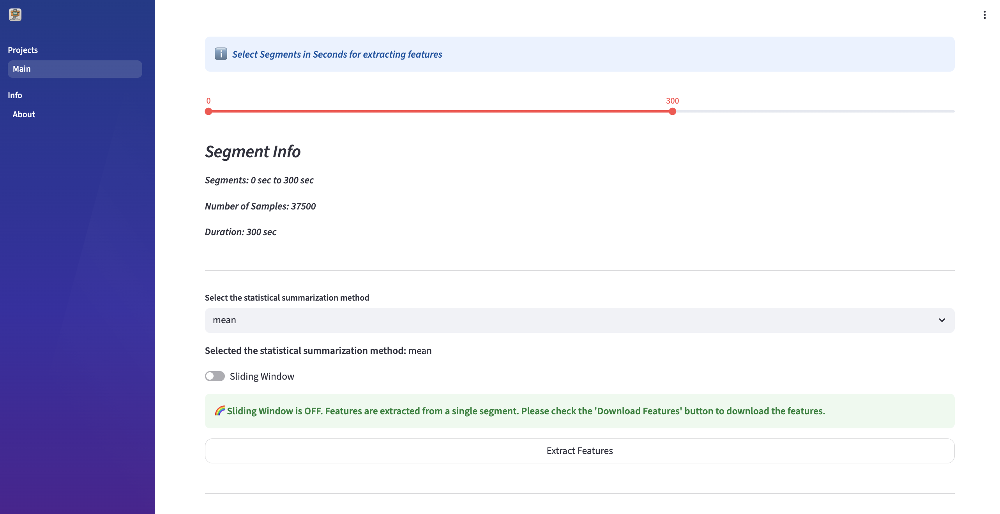 MPT
Projects
Main
Info
About
Select Segments in Seconds for extracting features
0
300
Segment Info
Segments: 0 sec to 300 sec
Number of Samples: 37500
Duration: 300 sec
Select the statistical summarization method
mean
Selected the statistical summarization method: mean
Sliding Window
Sliding Window is OFF. Features are extracted from a single segment. Please check the 'Download Features' button to download the features.
Extract Features